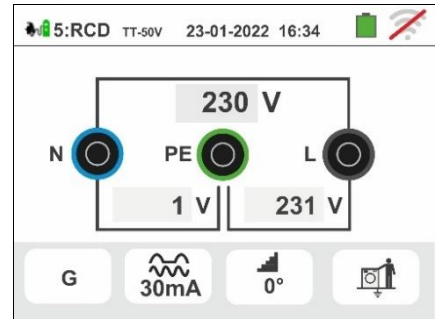 5:RCD TT-50V 23-01-2022 16:34
230 V
N PE L
1 V 231 V
G 30mA 0°